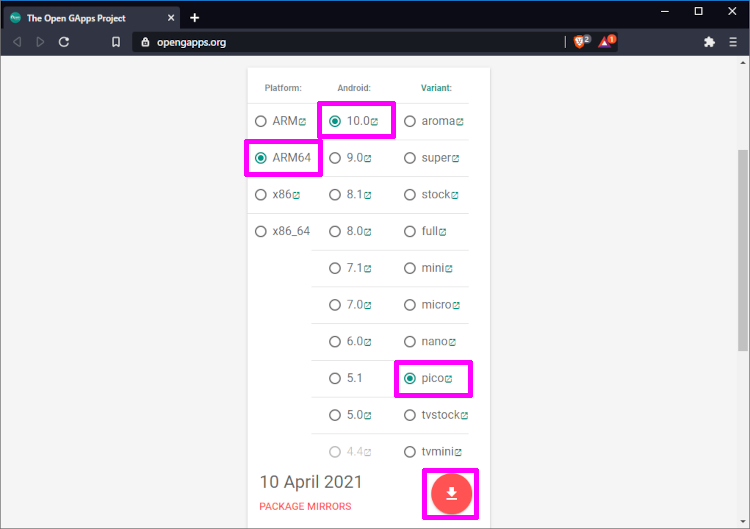 The Open GApps Project
opengapps.org
2
1
Platform: Android: Variant:
ARM 10.0 aroma
ARM64 9.0 super
x86 8.1 stock
x86_64 8.0 full
7.1 mini
7.0 micro
6.0 nano
5.1 pico
5.0 tvstock
4.4 tvmini
10 April 2021
PACKAGE MIRRORS